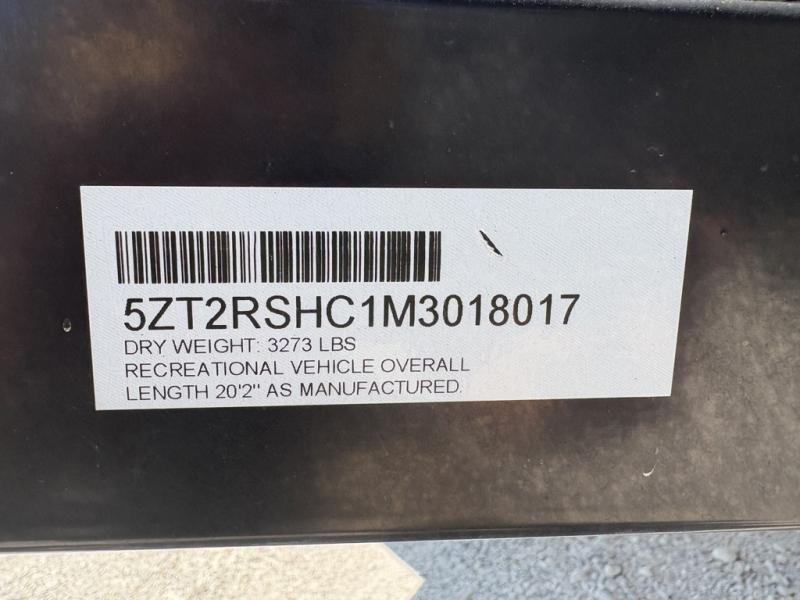 5ZT2RSHC1M3018017
DRY WEIGHT: 3273 LBS
RECREATIONAL VEHICLE OVERALL
LENGTH 20'2" AS MANUFACTURED.